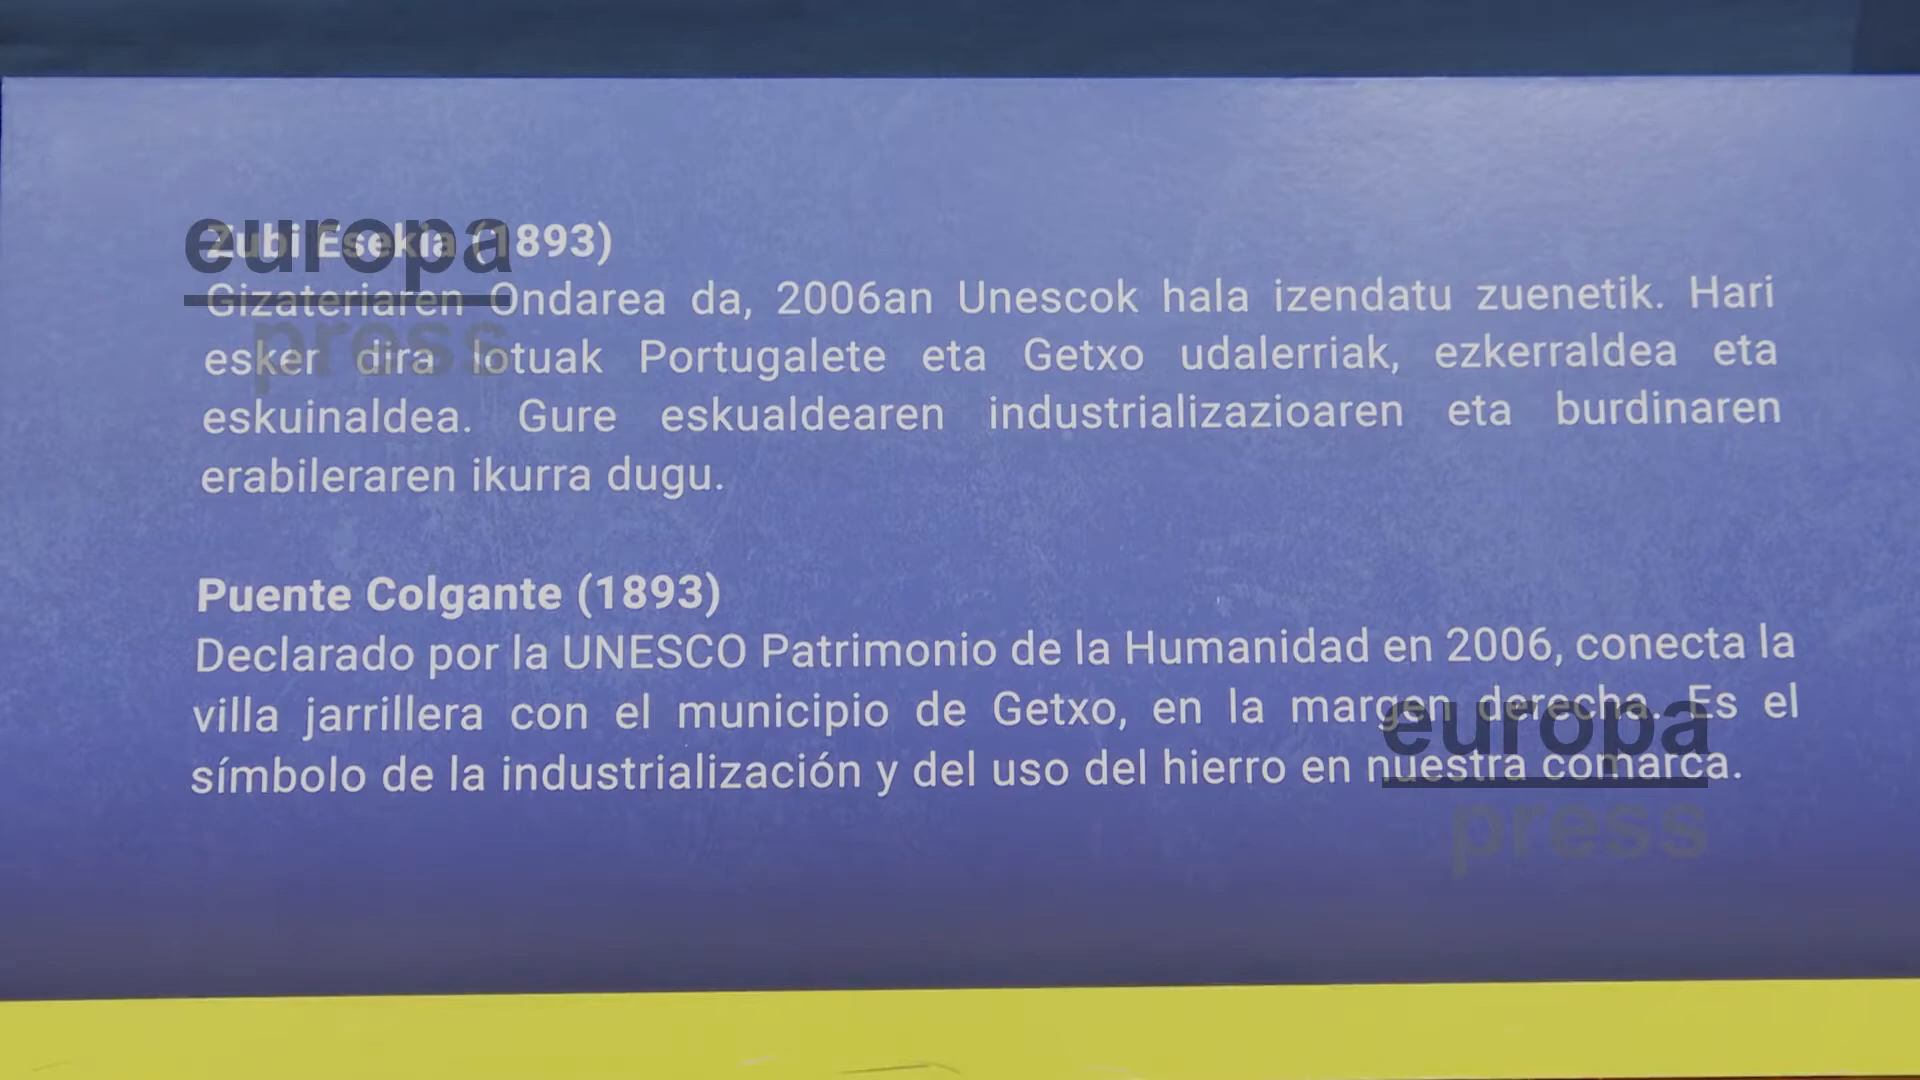 Zubi Esekia (1893)
Gizateriaren Ondarea da, 2006an Unescok hala izendatu zuenetik. Hari
esker dira lotuak Portugalete eta Getxo udalerriak, ezkerraldea eta
eskuinaldea. Gure eskualdearen industrializazioaren eta burdinaren
erabileraren ikurra dugu.
Puente Colgante (1893)
Declarado por la UNESCO Patrimonio de la Humanidad en 2006, conecta la
villa jarrillera con el municipio de Getxo, en la margen derecha. Es el
símbolo de la industrialización y del uso del hierro en nuestra comarca.
europa
press
europa
press